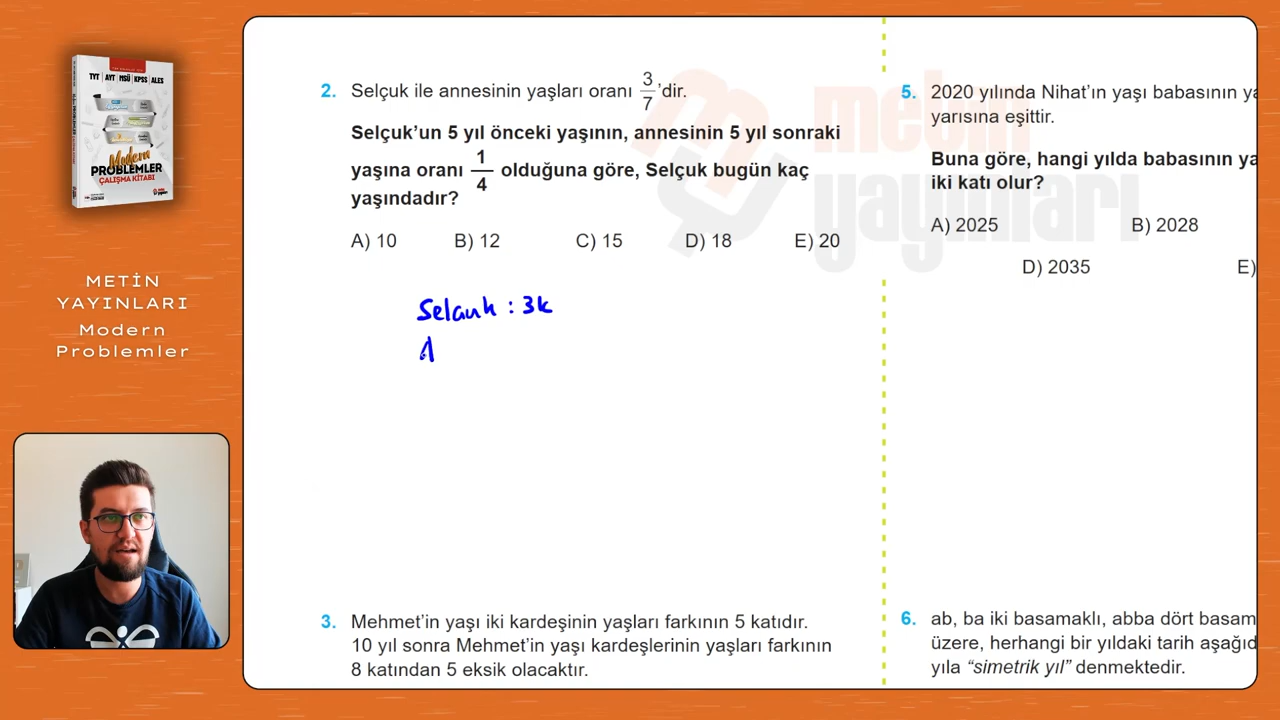 TYT | AYT | MSÜ | KPSS | ALES
Modern
PROBLEMLER
ÇALIŞMA KİTABI
METİN
YAYINLARI
Modern
Problemler
2. Selçuk ile annesinin yaşları oranı 3/7'dir.
Selçuk'un 5 yıl önceki yaşının, annesinin 5 yıl sonraki
yaşına oranı 1/4 olduğuna göre, Selçuk bugün kaç
yaşındadır?
A) 10 B) 12 C) 15 D) 18 E) 20
Selcuk : 3k
A
3. Mehmet'in yaşı iki kardeşinin yaşları farkının 5 katıdır.
10 yıl sonra Mehmet'in yaşı kardeşlerinin yaşları farkının
8 katından 5 eksik olacaktır.
5. 2020 yılında Nihat'ın yaşı babasının ya
yarısına eşittir.
Buna göre, hangi yılda babasının ya
iki katı olur?
A) 2025 B) 2028
D) 2035 E)
6. ab, ba iki basamaklı, abba dört basam
üzere, herhangi bir yıldaki tarih aşağıd
yıla "simetrik yıl" denmektedir.
metin
yayınları